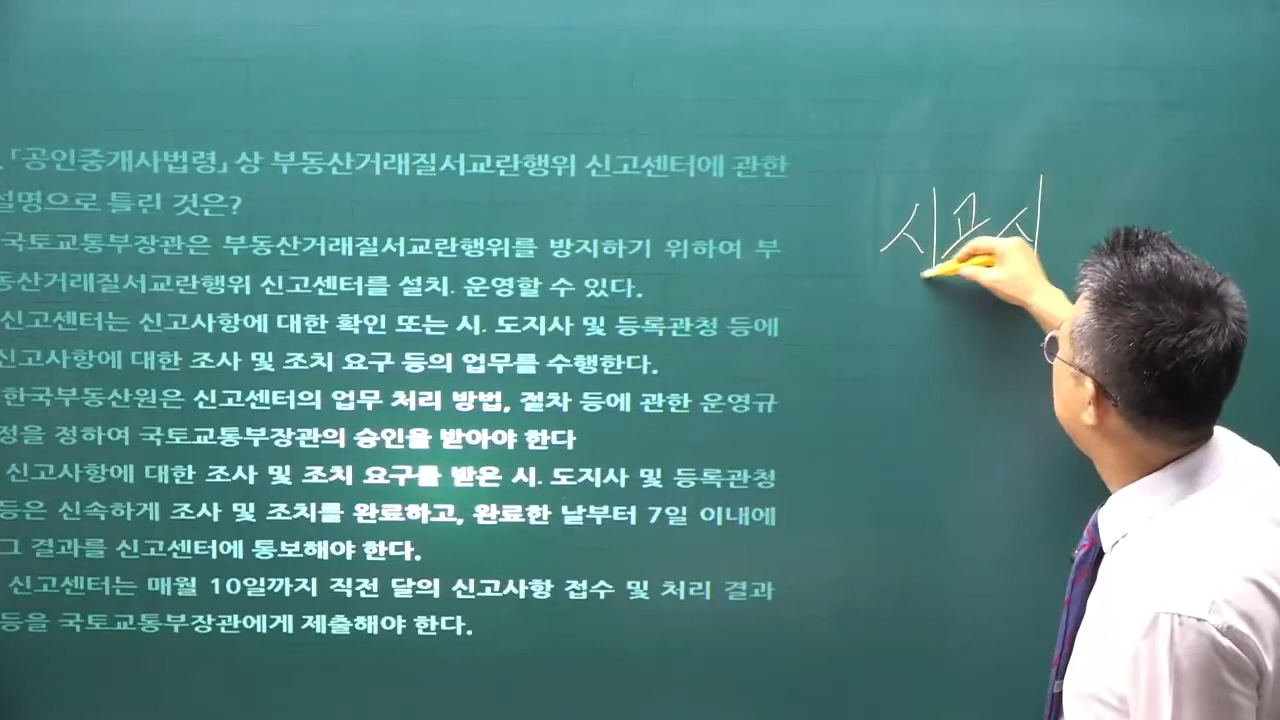 「공인중개사법령」 상 부동산거래질서교란행위 신고센터에 관한
설명으로 틀린 것은?
국토교통부장관은 부동산거래질서교란행위를 방지하기 위하여 부
동산거래질서교란행위 신고센터를 설치. 운영할 수 있다.
신고센터는 신고사항에 대한 확인 또는 시. 도지사 및 등록관청 등에
신고사항에 대한 조사 및 조치 요구 등의 업무를 수행한다.
한국부동산원은 신고센터의 업무 처리 방법, 절차 등에 관한 운영규
정을 정하여 국토교통부장관의 승인을 받아야 한다
신고사항에 대한 조사 및 조치 요구를 받은 시. 도지사 및 등록관청
등은 신속하게 조사 및 조치를 완료하고, 완료한 날부터 7일 이내에
그 결과를 신고센터에 통보해야 한다.
신고센터는 매월 10일까지 직전 달의 신고사항 접수 및 처리 결과
등을 국토교통부장관에게 제출해야 한다.